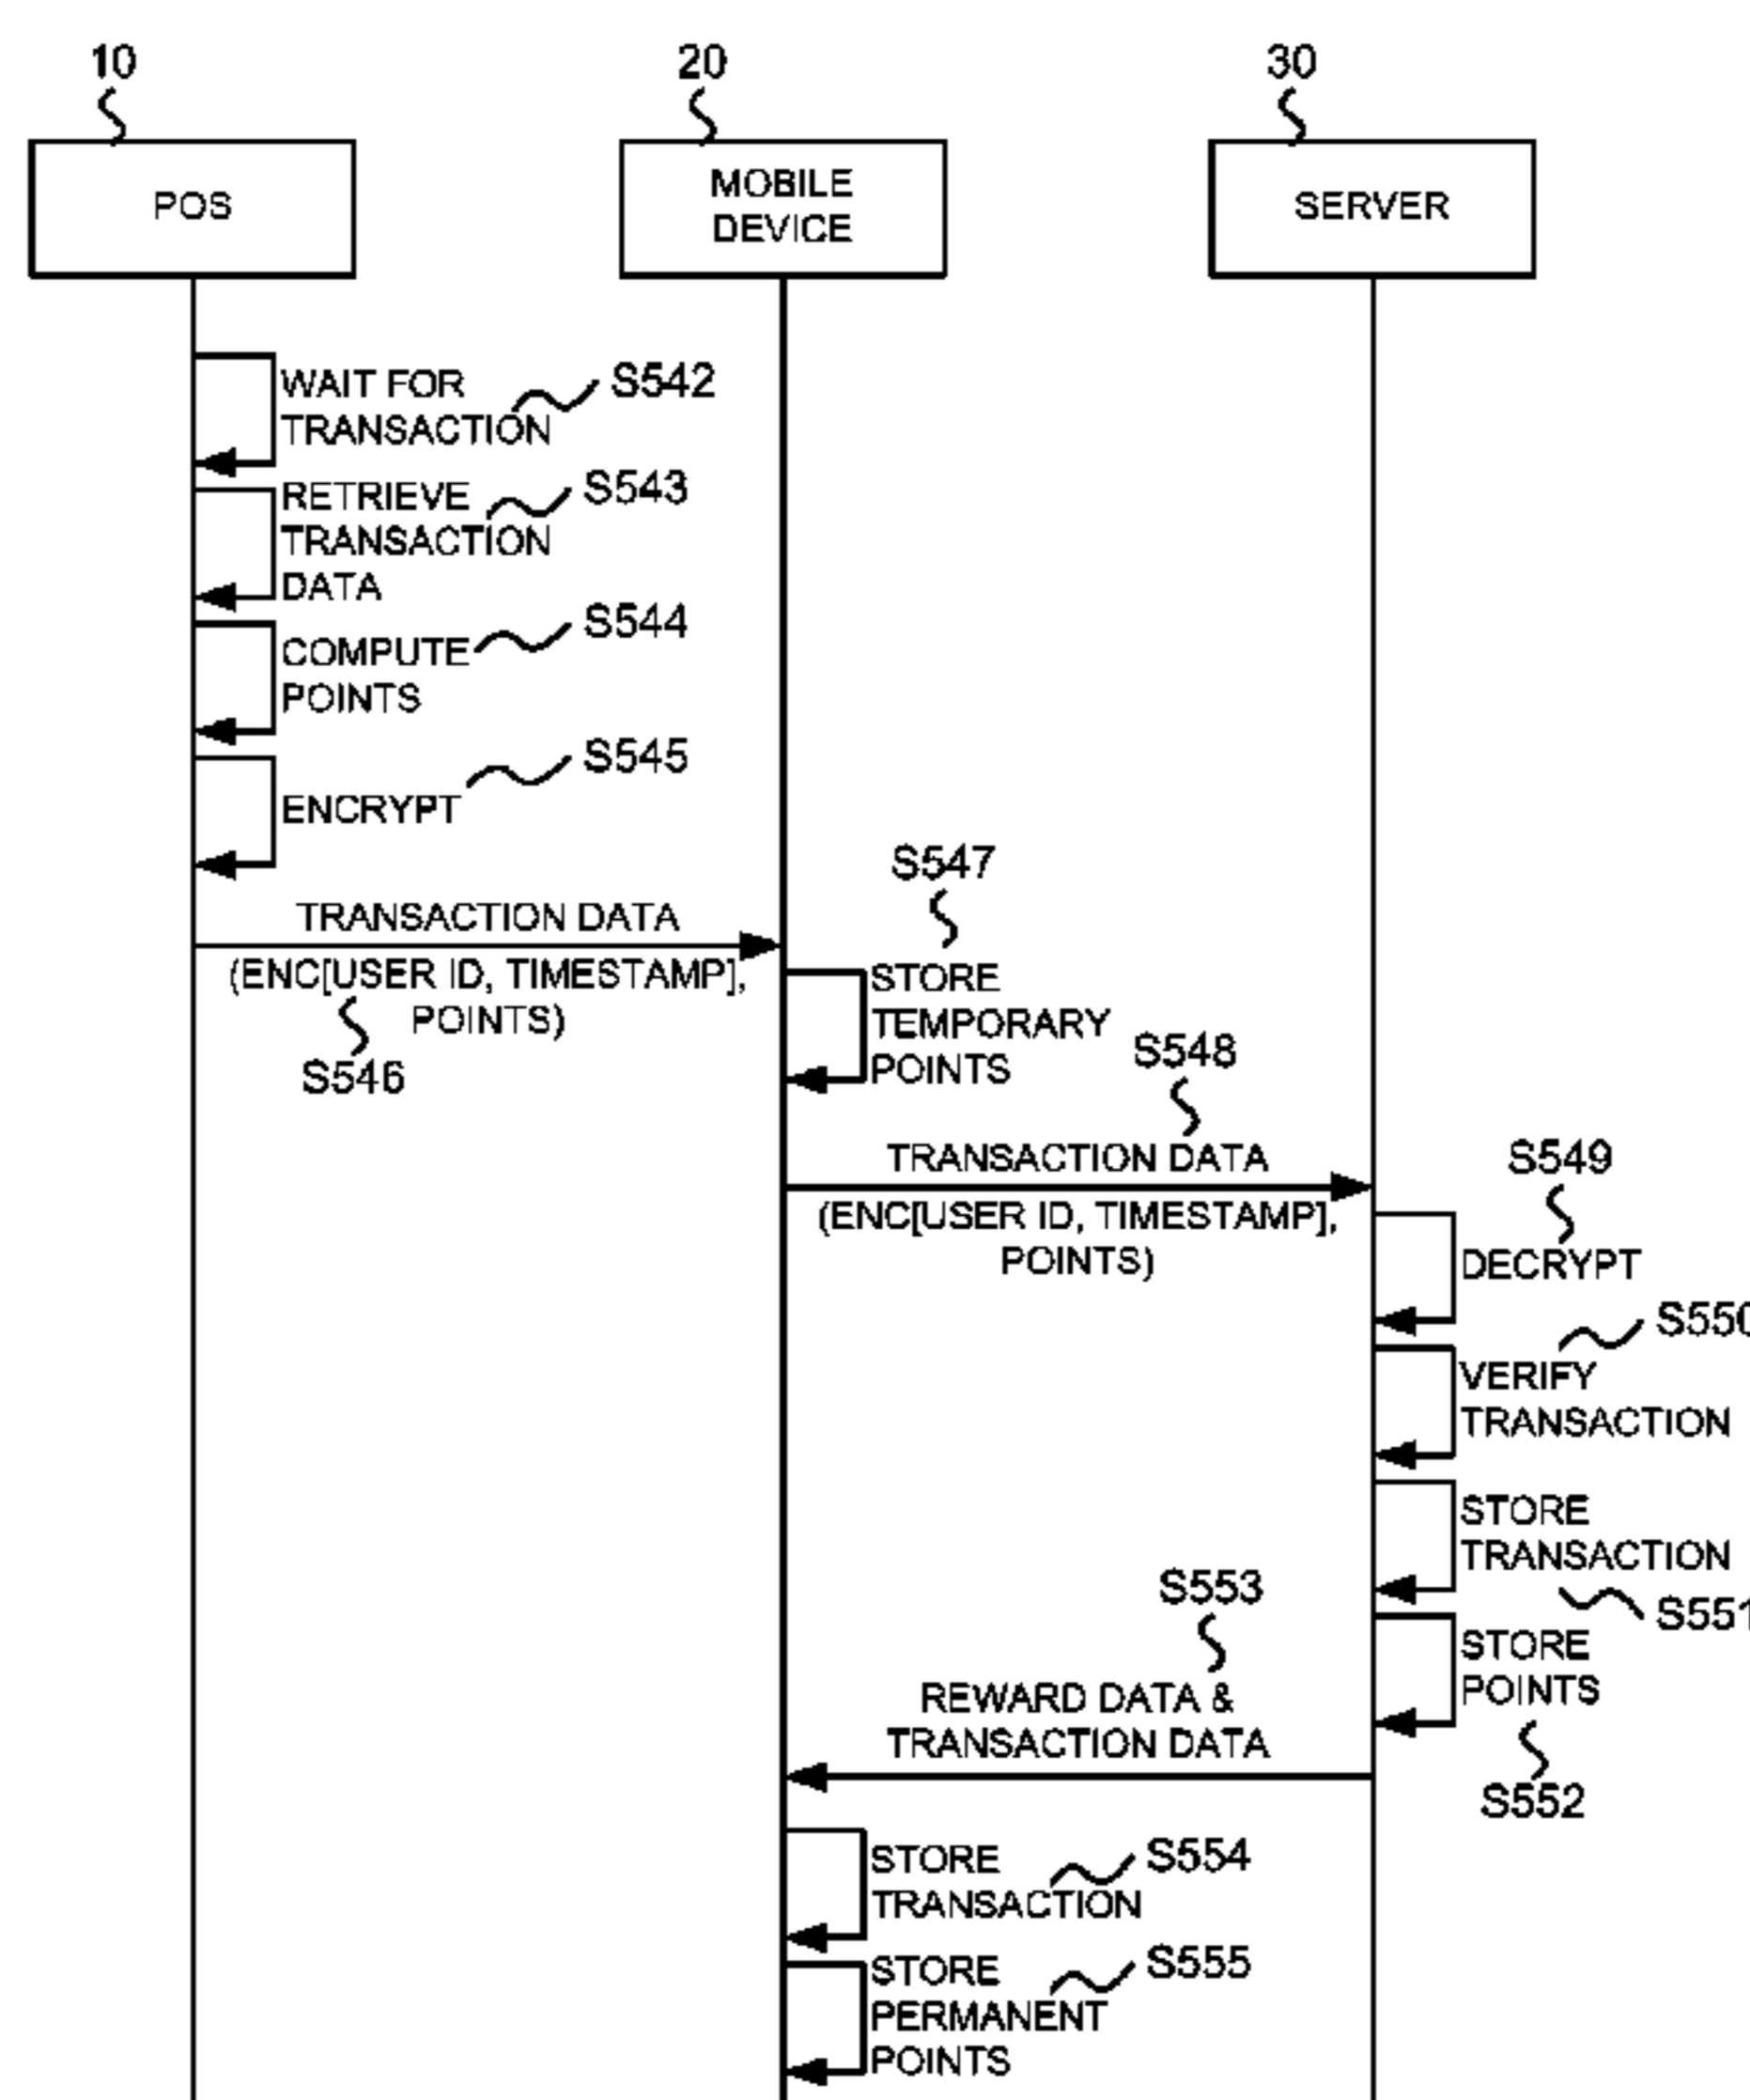 10
20
30
POS
MOBILE
DEVICE
SERVER
WAIT FOR
TRANSACTION
S542
RETRIEVE
TRANSACTION
DATA
S543
COMPUTE
POINTS
S544
ENCRYPT
S545
TRANSACTION DATA
(ENC[USER ID, TIMESTAMP],
POINTS)
S546
S547
STORE
TEMPORARY
POINTS
S548
TRANSACTION DATA
(ENC[USER ID, TIMESTAMP],
POINTS)
S549
DECRYPT
S550
VERIFY
TRANSACTION
STORE
TRANSACTION
S551
STORE
POINTS
S552
S553
REWARD DATA &
TRANSACTION DATA
STORE
TRANSACTION
S554
STORE
PERMANENT
POINTS
S555